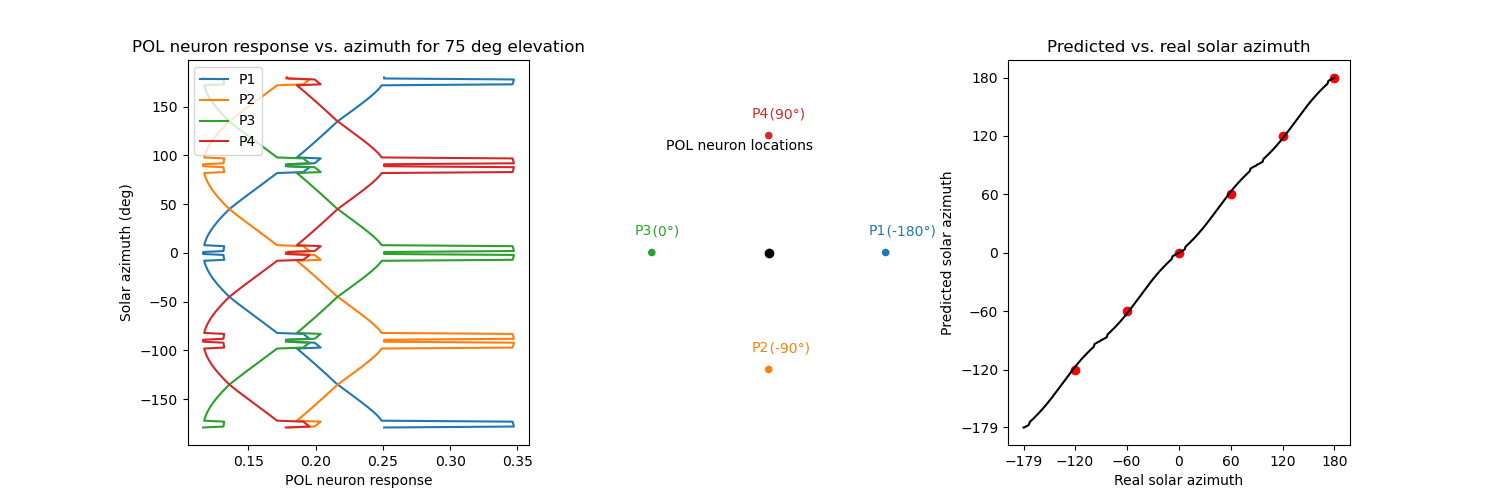 POL neuron response vs. azimuth for 75 deg elevation
P1
P2
P3
P4
150
100
50
0
−50
−100
−150
Solar azimuth (deg)
0.15 0.20 0.25 0.30 0.35
POL neuron response
P4(90°)
POL neuron locations
P3(0°)
P1(-180°)
P2(-90°)
Predicted vs. real solar azimuth
180
120
60
0
−60
−120
−179
Predicted solar azimuth
−179 −120 −60 0 60 120 180
Real solar azimuth